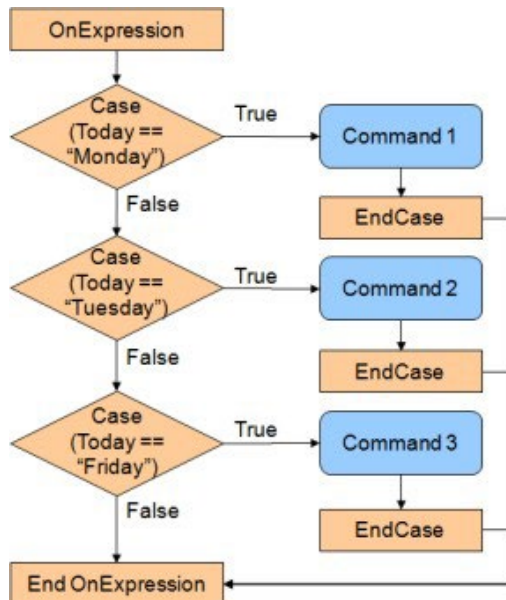 OnExpression
Case
(Today ==
“Monday”)
True
Command 1
False
EndCase
Case
(Today ==
“Tuesday”)
True
Command 2
False
EndCase
Case
(Today ==
“Friday”)
True
Command 3
False
EndCase
End OnExpression